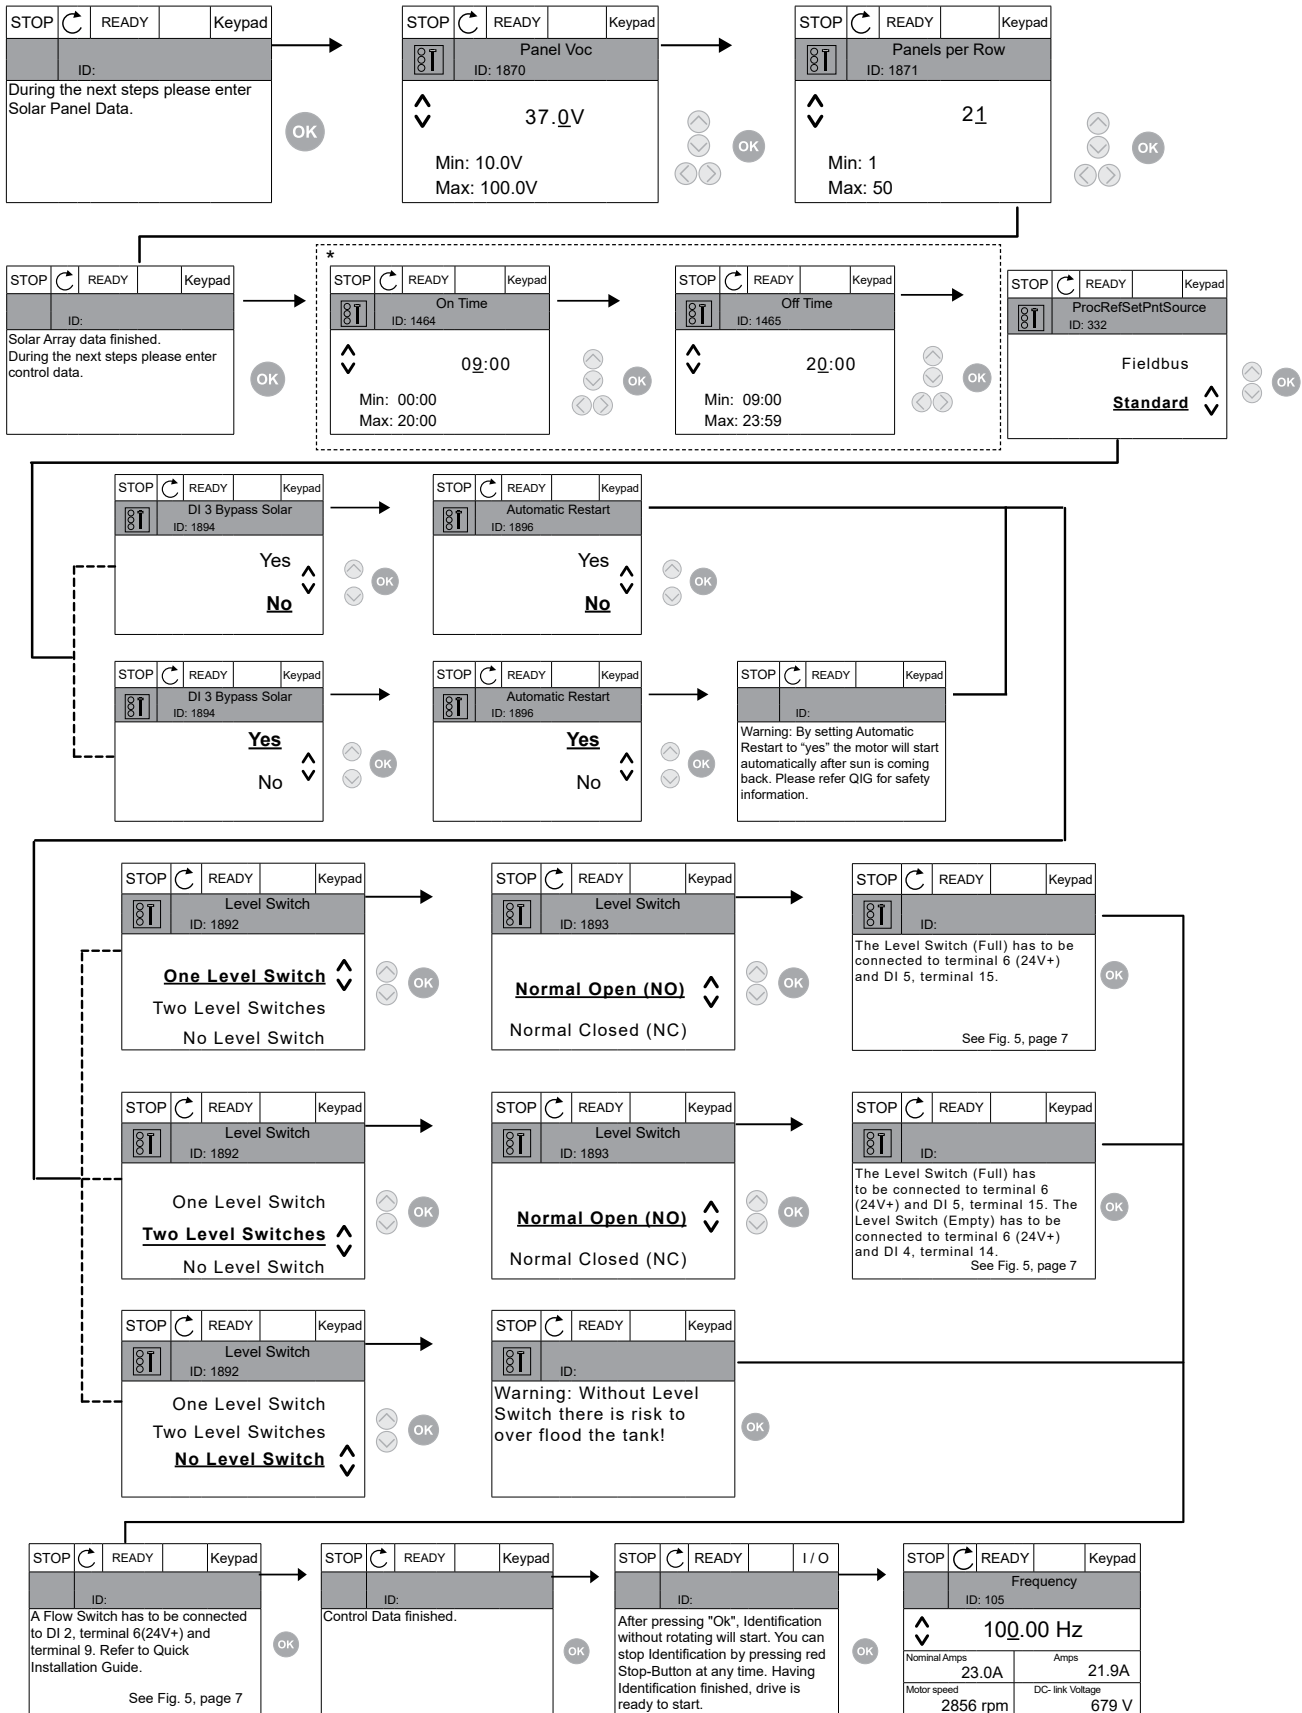 STOP READY Keypad
ID:
During the next steps please enter
Solar Panel Data.
OK
STOP READY Keypad
Panel Voc
ID: 1870
37.0V
Min: 10.0V
Max: 100.0V
OK
STOP READY Keypad
Panels per Row
ID: 1871
21
Min: 1
Max: 50
OK
STOP READY Keypad
ID:
Solar Array data finished.
During the next steps please enter
control data.
OK
*
STOP READY Keypad
On Time
ID: 1464
09:00
Min: 00:00
Max: 20:00
OK
STOP READY Keypad
Off Time
ID: 1465
20:00
Min: 09:00
Max: 23:59
OK
STOP READY Keypad
ProcRefSetPntSource
ID: 332
Fieldbus
Standard
OK
STOP READY Keypad
DI 3 Bypass Solar
ID: 1894
Yes
No
OK
STOP READY Keypad
Automatic Restart
ID: 1896
Yes
No
OK
STOP READY Keypad
DI 3 Bypass Solar
ID: 1894
Yes
No
OK
STOP READY Keypad
Automatic Restart
ID: 1896
Yes
No
OK
STOP READY Keypad
ID:
Warning: By setting Automatic
Restart to “yes” the motor will start
automatically after sun is coming
back. Please refer QIG for safety
information.
STOP READY Keypad
Level Switch
ID: 1892
One Level Switch
Two Level Switches
No Level Switch
OK
STOP READY Keypad
Level Switch
ID: 1893
Normal Open (NO)
Normal Closed (NC)
OK
STOP READY Keypad
ID:
The Level Switch (Full) has to be
connected to terminal 6 (24V+)
and DI 5, terminal 15.
See Fig. 5, page 7
OK
STOP READY Keypad
Level Switch
ID: 1892
One Level Switch
Two Level Switches
No Level Switch
OK
STOP READY Keypad
Level Switch
ID: 1893
Normal Open (NO)
Normal Closed (NC)
OK
STOP READY Keypad
ID:
The Level Switch (Full) has
to be connected to terminal 6
(24V+) and DI 5, terminal 15. The
Level Switch (Empty) has to be
connected to terminal 6 (24V+)
and DI 4, terminal 14.
See Fig. 5, page 7
OK
STOP READY Keypad
Level Switch
ID: 1892
One Level Switch
Two Level Switches
No Level Switch
OK
STOP READY Keypad
ID:
Warning: Without Level
Switch there is risk to
over flood the tank!
OK
STOP READY Keypad
ID:
A Flow Switch has to be connected
to DI 2, terminal 6(24V+) and
terminal 9. Refer to Quick
Installation Guide.
See Fig. 5, page 7
OK
STOP READY Keypad
ID:
Control Data finished.
OK
STOP READY I / O
ID:
After pressing "Ok", Identification
without rotating will start. You can
stop Identification by pressing red
Stop-Button at any time. Having
Identification finished, drive is
ready to start.
OK
STOP READY Keypad
Frequency
ID: 105
100.00 Hz
Nominal Amps
23.0A
Amps
21.9A
Motor speed
2856 rpm
DC- link Voltage
679 V